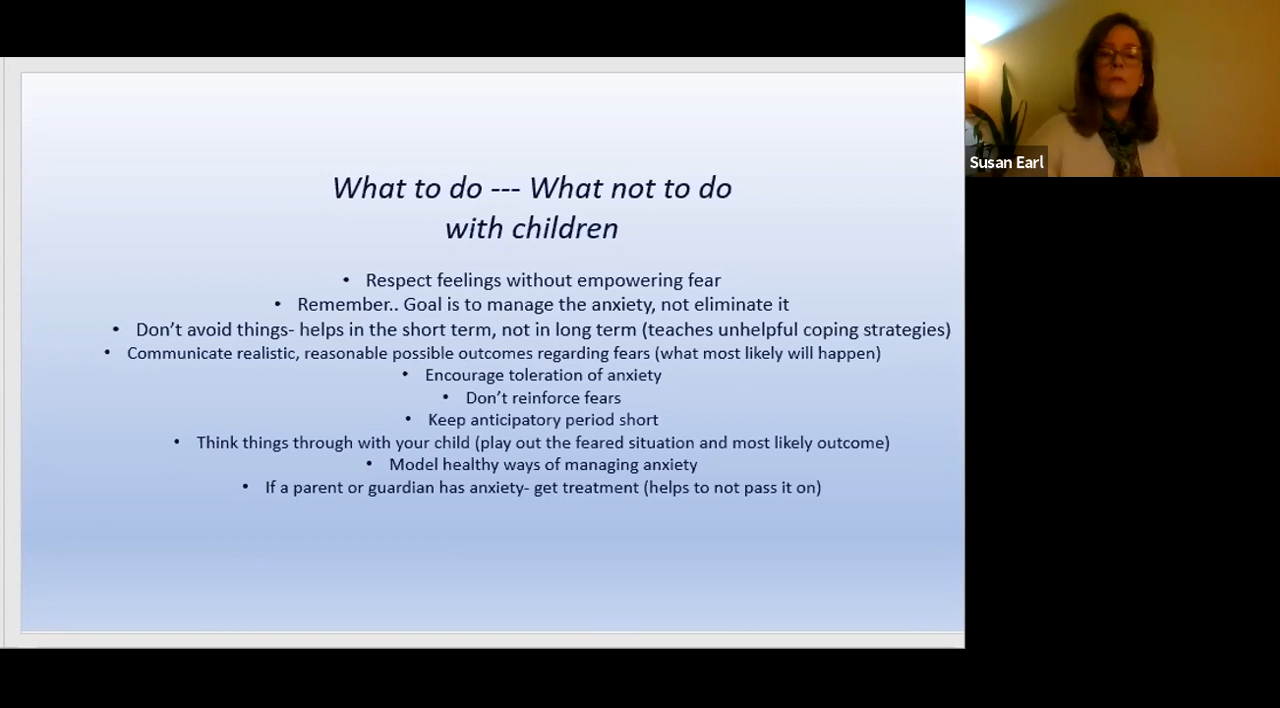 What to do --- What not to do
with children
• Respect feelings without empowering fear
• Remember.. Goal is to manage the anxiety, not eliminate it
• Don’t avoid things- helps in the short term, not in long term (teaches unhelpful coping strategies)
• Communicate realistic, reasonable possible outcomes regarding fears (what most likely will happen)
• Encourage toleration of anxiety
• Don’t reinforce fears
• Keep anticipatory period short
• Think things through with your child (play out the feared situation and most likely outcome)
• Model healthy ways of managing anxiety
• If a parent or guardian has anxiety- get treatment (helps to not pass it on)
Susan Earl